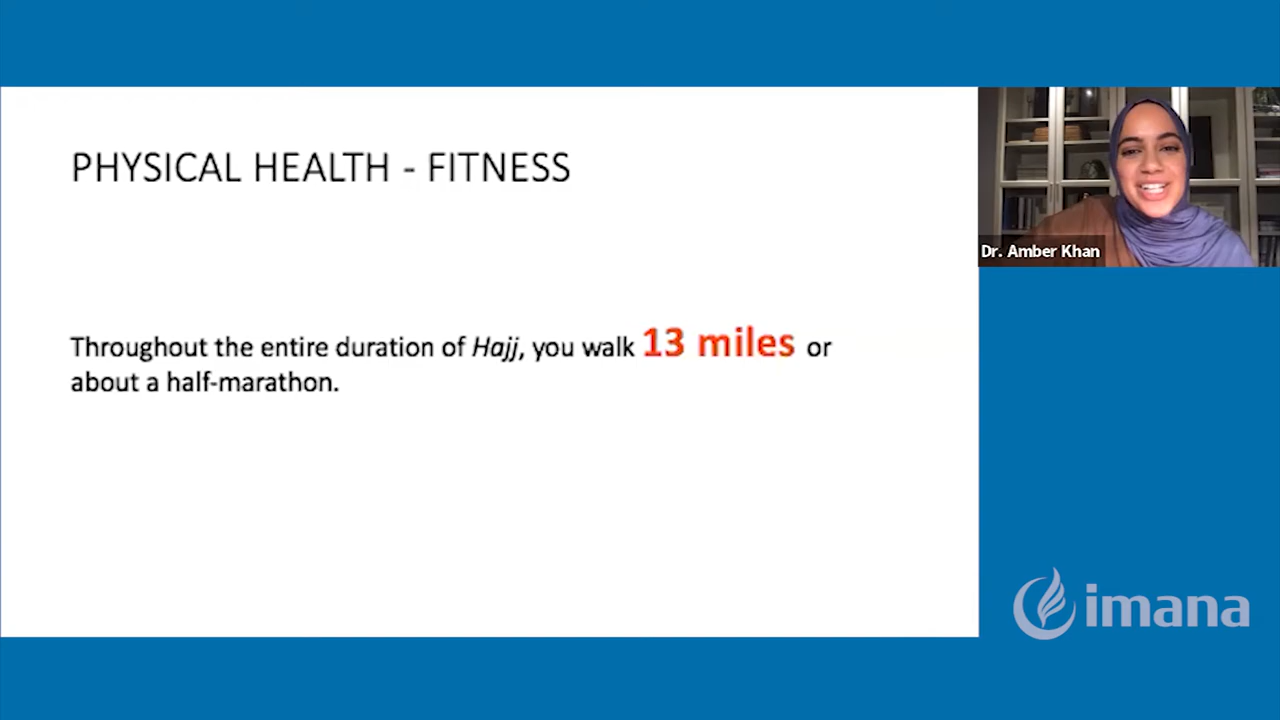 PHYSICAL HEALTH - FITNESS
Throughout the entire duration of Hajj, you walk 13 miles or
about a half-marathon.
Dr. Amber Khan
imana